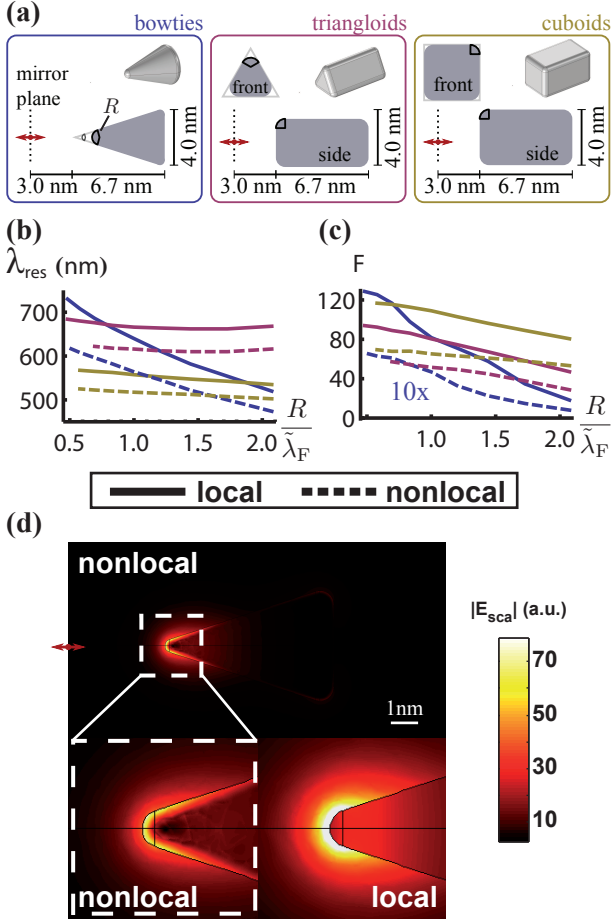 (a)
bowties
triangloids
cuboids
mirror
plane
R
4.0 nm
3.0 nm
6.7 nm
front
side
4.0 nm
3.0 nm
6.7 nm
front
side
4.0 nm
3.0 nm
6.7 nm
(b)
λres (nm)
700
600
500
0.5
1.0
1.5
2.0
R
λ̃F
(c)
F
120
80
40
0
10x
1.0
1.5
2.0
R
λ̃F
local
nonlocal
(d)
nonlocal
1nm
nonlocal
local
|Esca| (a.u.)
70
50
30
10